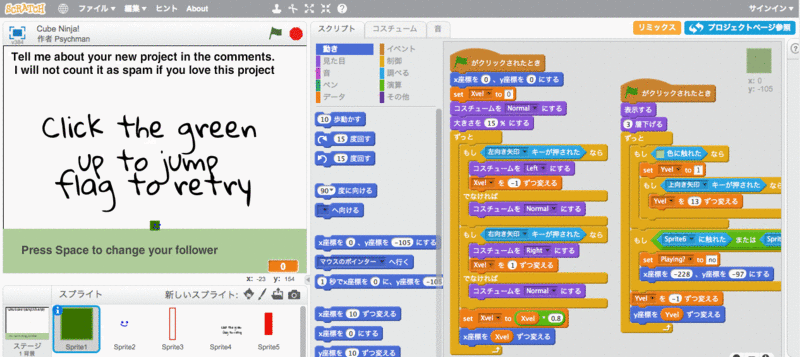 SCRATCH
ファイル
編集
ヒント
About
サインイン
Cube Ninja!
作者 Psychman
スクリプト
コスチューム
音
リミックス
プロジェクトページ参照
Tell me about your new project in the comments.
I will not count it as spam if you love this project
Click the green
up to jump
flag to retry
Press Space to change your follower
0
x: -23 y: 154
スプライト
新しいスプライト:
ステージ
1 背景
Sprite1
Sprite2
Sprite3
Sprite4
Sprite5
動き
見た目
音
ペン
データ
イベント
制御
調べる
演算
その他
10 歩動かす
15 度回す
15 度回す
90 度に向ける
へ向ける
x座標を 0 、y座標を -105 にする
マウスのポインター へ行く
1 秒でx座標を 0 に、y座標を -105
x座標を 10 ずつ変える
x座標を 0 にする
y座標を 10 ずつ変える
がクリックされたとき
x座標を 0 、y座標を 0 にする
set Xvel to 0
コスチュームを Normal にする
大きさを 15 % にする
ずっと
もし 左向き矢印 キーが押された なら
コスチュームを Left にする
Xvel を -1 ずつ変える
でなければ
コスチュームを Normal にする
もし 右向き矢印 キーが押された なら
コスチュームを Right にする
Xvel を 1 ずつ変える
でなければ
コスチュームを Normal にする
set Xvel to Xvel * 0.8
x座標を Xvel ずつ変える
がクリックされたとき
表示する
3 層下げる
ずっと
もし 色に触れた なら
set Yvel to 1
もし 上向き矢印 キーが押された
Yvel を 13 ずつ変える
もし Sprite6 に触れた または
set Playing? to no
x座標を -228 、y座標を -97 にする
Yvel を -1 ずつ変える
y座標を Yvel ずつ変える
x: 0
y: -105